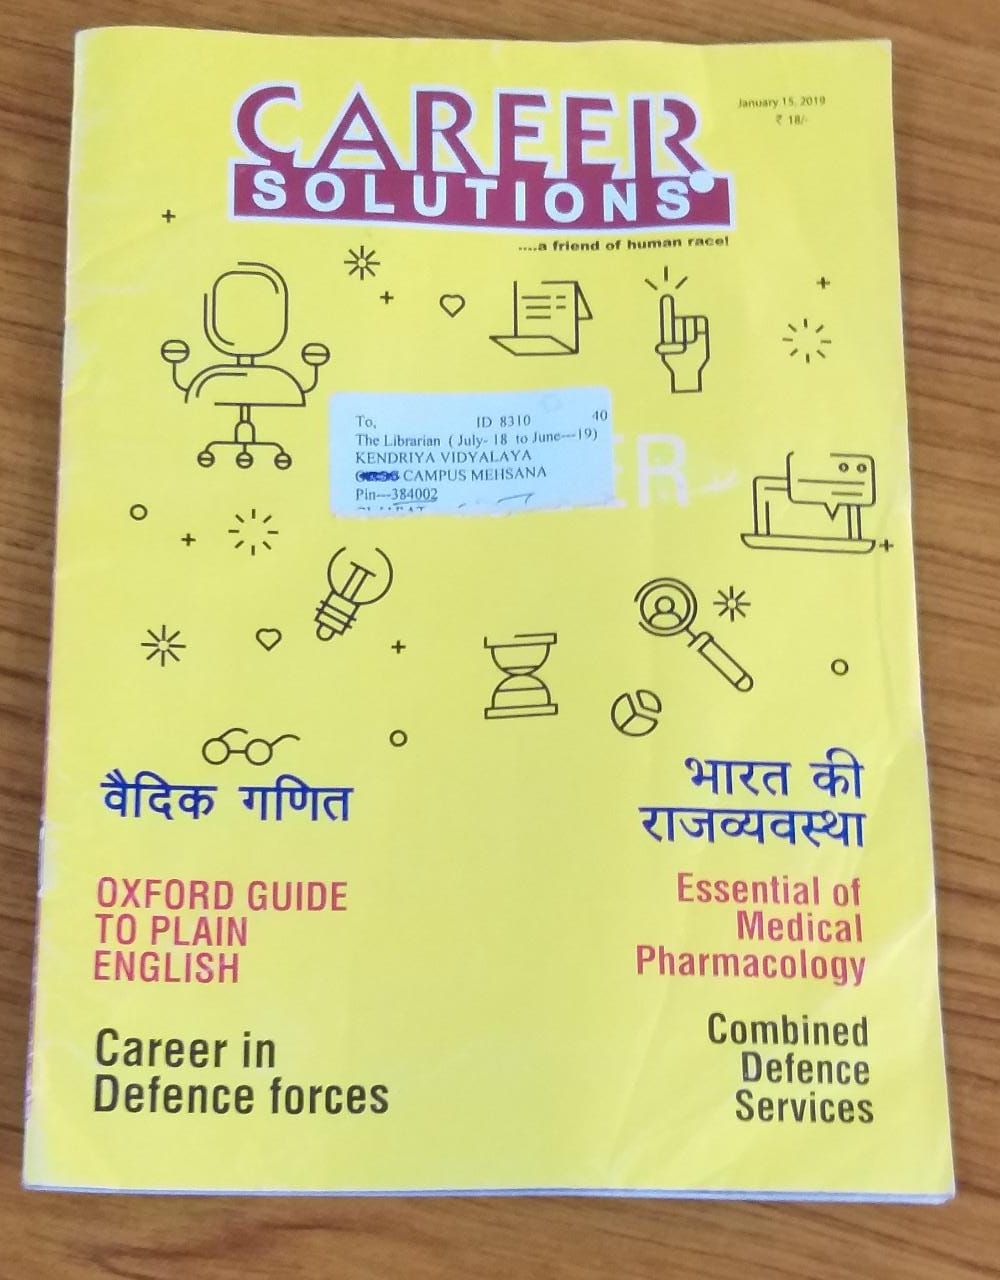 CAREER
SOLUTIONS
January 15, 2019
₹ 18/-
....a friend of human race!
To, ID 8310 40
The Librarian ( July- 18 to June---19)
KENDRIYA VIDYALAYA
CAMPUS MEHSANA
Pin---384002
ER
वैदिक गणित
OXFORD GUIDE
TO PLAIN
ENGLISH
Career in
Defence forces
भारत की
राजव्यवस्था
Essential of
Medical
Pharmacology
Combined
Defence
Services